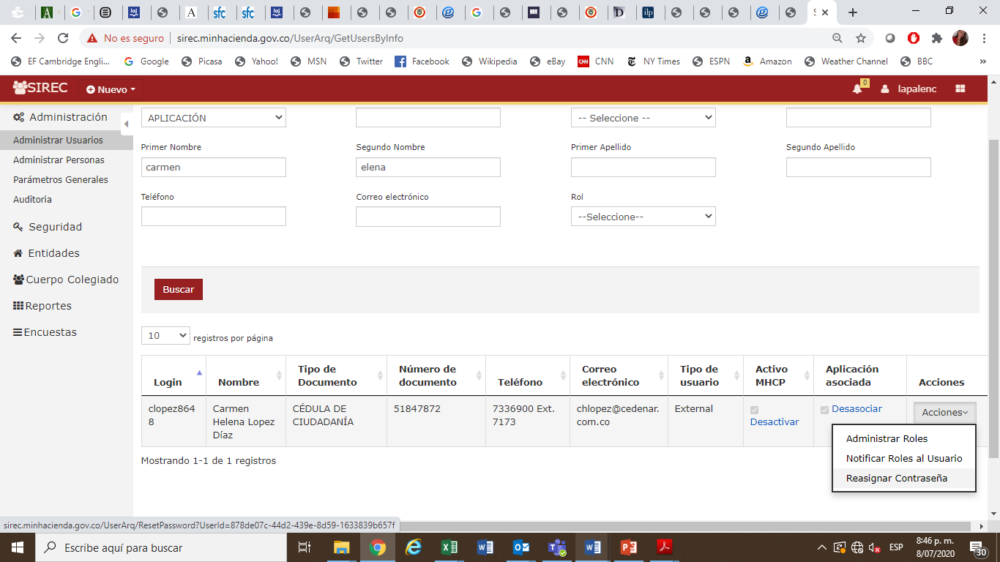 No es seguro | sirec.minhacienda.gov.co/UserArq/GetUsersByInfo
EF Cambridge Engli... Google Picasa Yahoo! MSN Twitter Facebook Wikipedia eBay CNN NY Times ESPN Amazon Weather Channel BBC »
SIREC Nuevo 0 lapalenc
Administración
Administrar Usuarios
Administrar Personas
Parámetros Generales
Auditoria
Seguridad
Entidades
Cuerpo Colegiado
Reportes
Encuestas
APLICACIÓN -- Seleccione --
Primer Nombre Segundo Nombre Primer Apellido Segundo Apellido
carmen elena
Teléfono Correo electrónico Rol
--Seleccione--
Buscar
10 registros por página
Login Nombre Tipo de Documento Número de documento Teléfono Correo electrónico Tipo de usuario Activo MHCP Aplicación asociada Acciones
clopez864
8
Carmen
Helena Lopez
Díaz
CÉDULA DE
CIUDADANÍA
51847872
7336900 Ext.
7173
chlopez@cedenar.
com.co
External
Desactivar
Desasociar
Acciones
Administrar Roles
Notificar Roles al Usuario
Reasignar Contraseña
Mostrando 1-1 de 1 registros
sirec.minhacienda.gov.co/UserArq/ResetPassword?UserId=878de07c-44d2-439e-8d59-1633839b657f
Escribe aquí para buscar
ESP
8:46 p. m.
8/07/2020
30